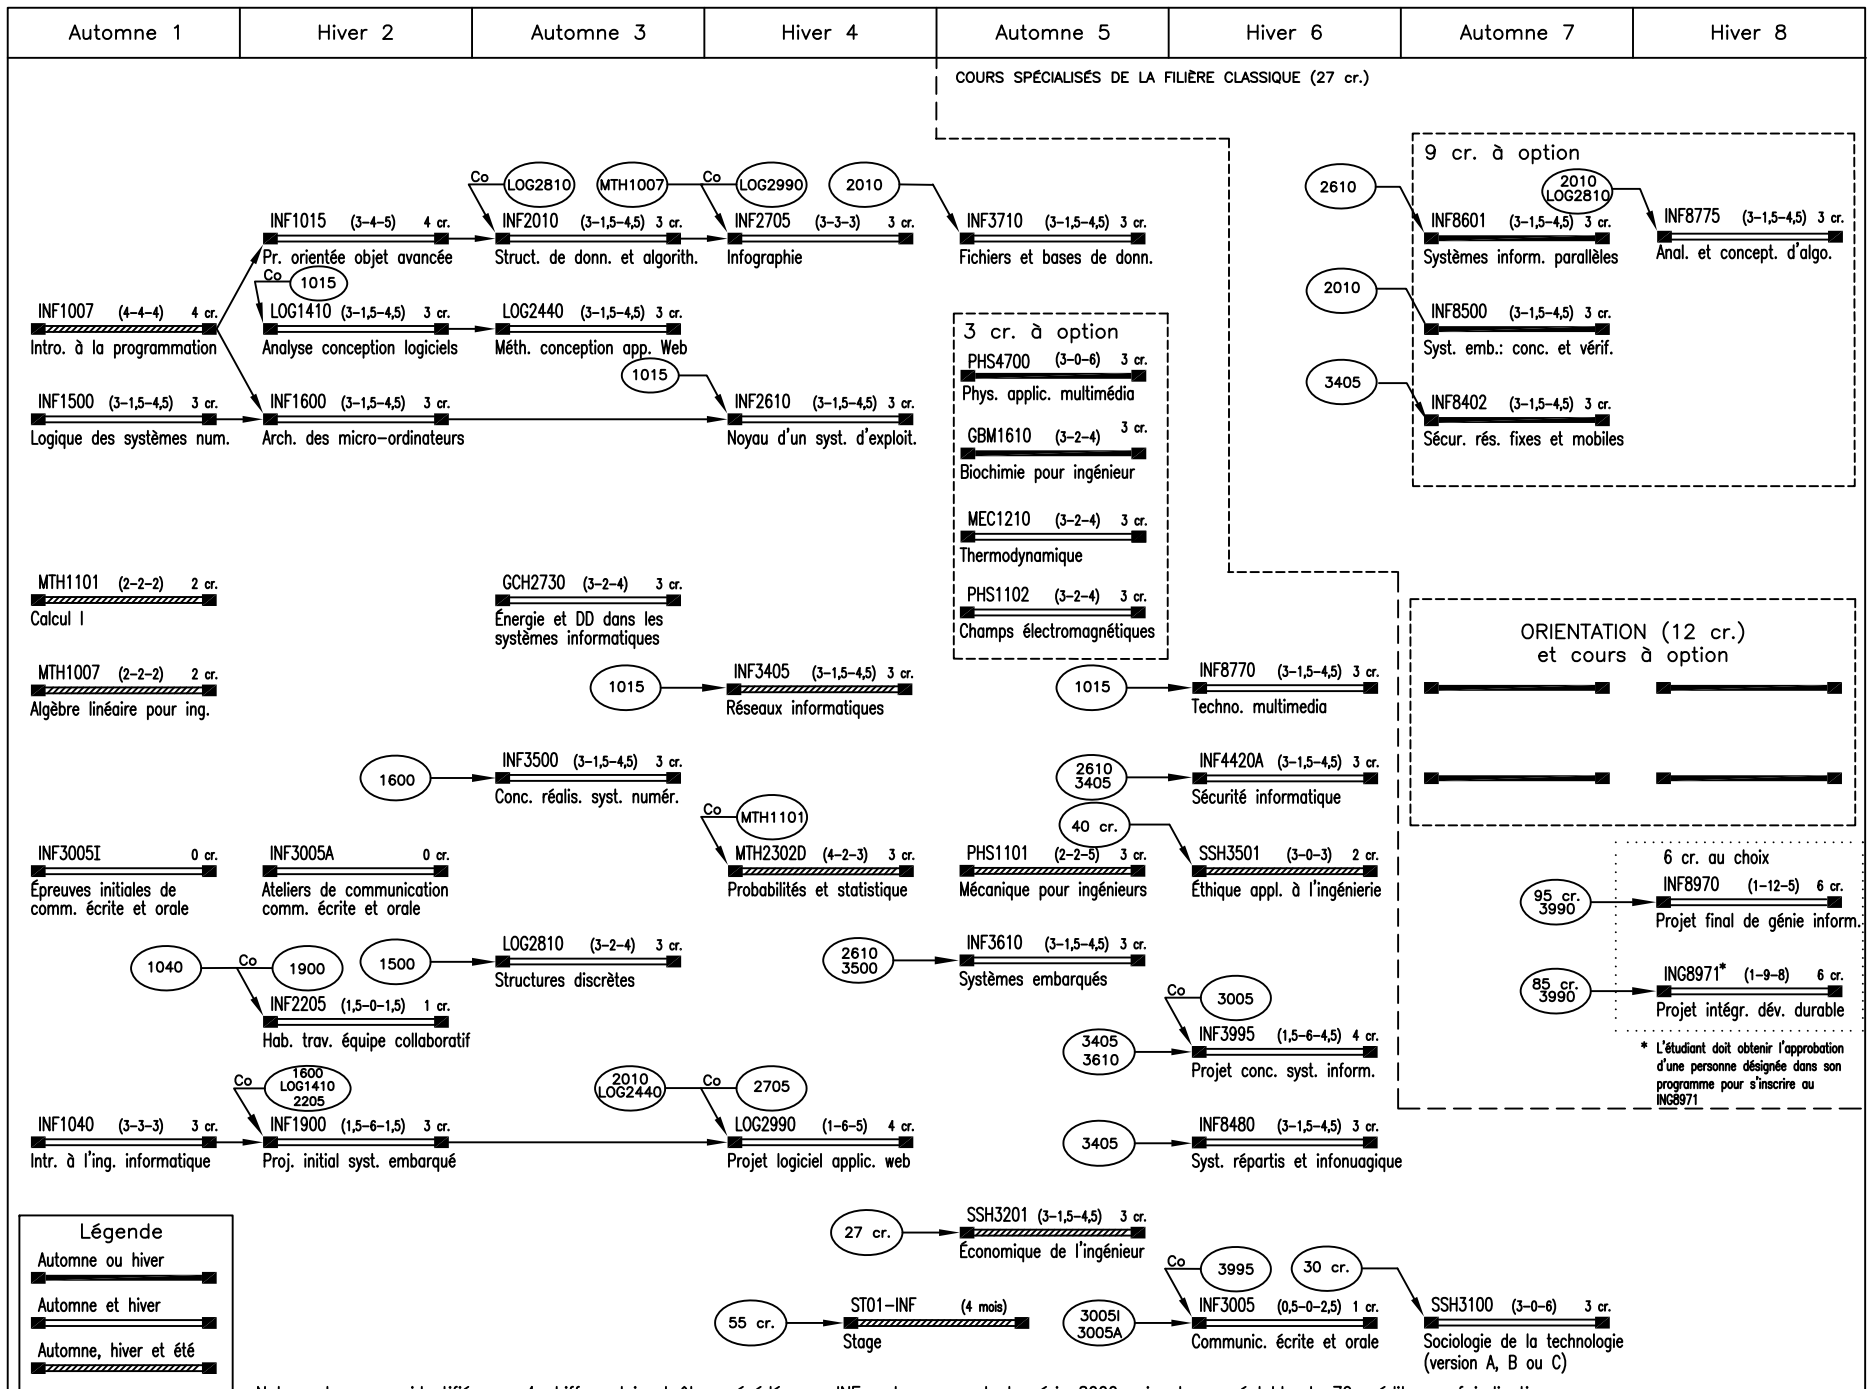 Automne 1
Hiver 2
Automne 3
Hiver 4
Automne 5
Hiver 6
Automne 7
Hiver 8
COURS SPÉCIALISÉS DE LA FILIÈRE CLASSIQUE (27 cr.)
9 cr. à option
Co
LOG2810
MTH1007
Co
LOG2990
2010
2610
2010
LOG2810
INF1015 (3-4-5) 4 cr.
Pr. orientée objet avancée
INF2010 (3-1,5-4,5) 3 cr.
Struct. de donn. et algorith.
INF2705 (3-3-3) 3 cr.
Infographie
INF3710 (3-1,5-4,5) 3 cr.
Fichiers et bases de donn.
INF8601 (3-1,5-4,5) 3 cr.
Systèmes inform. parallèles
INF8775 (3-1,5-4,5) 3 cr.
Anal. et concept. d'algo.
Co
1015
2010
INF1007 (4-4-4) 4 cr.
Intro. à la programmation
LOG1410 (3-1,5-4,5) 3 cr.
Analyse conception logiciels
LOG2440 (3-1,5-4,5) 3 cr.
Méth. conception app. Web
INF8500 (3-1,5-4,5) 3 cr.
Syst. emb.: conc. et vérif.
3 cr. à option
PHS4700 (3-0-6) 3 cr.
Phys. applic. multimédia
GBM1610 (3-2-4) 3 cr.
Biochimie pour ingénieur
MEC1210 (3-2-4) 3 cr.
Thermodynamique
PHS1102 (3-2-4) 3 cr.
Champs électromagnétiques
1015
3405
INF1500 (3-1,5-4,5) 3 cr.
Logique des systèmes num.
INF1600 (3-1,5-4,5) 3 cr.
Arch. des micro-ordinateurs
INF2610 (3-1,5-4,5) 3 cr.
Noyau d'un syst. d'exploit.
INF8402 (3-1,5-4,5) 3 cr.
Sécur. rés. fixes et mobiles
MTH1101 (2-2-2) 2 cr.
Calcul I
GCH2730 (3-2-4) 3 cr.
Énergie et DD dans les
systèmes informatiques
ORIENTATION (12 cr.)
et cours à option
MTH1007 (2-2-2) 2 cr.
Algèbre linéaire pour ing.
1015
INF3405 (3-1,5-4,5) 3 cr.
Réseaux informatiques
1015
INF8770 (3-1,5-4,5) 3 cr.
Techno. multimedia
1600
INF3500 (3-1,5-4,5) 3 cr.
Conc. réalis. syst. numér.
2610
3405
INF4420A (3-1,5-4,5) 3 cr.
Sécurité informatique
Co
MTH1101
40 cr.
INF3005I 0 cr.
Épreuves initiales de
comm. écrite et orale
INF3005A 0 cr.
Ateliers de communication
comm. écrite et orale
MTH2302D (4-2-3) 3 cr.
Probabilités et statistique
PHS1101 (2-2-5) 3 cr.
Mécanique pour ingénieurs
SSH3501 (3-0-3) 2 cr.
Éthique appl. à l'ingénierie
6 cr. au choix
95 cr.
3990
INF8970 (1-12-5) 6 cr.
Projet final de génie inform.
1040
Co
1900
1500
LOG2810 (3-2-4) 3 cr.
Structures discrètes
2610
3500
INF3610 (3-1,5-4,5) 3 cr.
Systèmes embarqués
85 cr.
3990
ING8971* (1-9-8) 6 cr.
Projet intégr. dév. durable
INF2205 (1,5-0-1,5) 1 cr.
Hab. trav. équipe collaboratif
Co
3005
3405
3610
INF3995 (1,5-6-4,5) 4 cr.
Projet conc. syst. inform.
* L'étudiant doit obtenir l'approbation
d'une personne désignée dans son
programme pour s'inscrire au
ING8971
Co
1600
LOG1410
2205
2010
LOG2440
Co
2705
INF1040 (3-3-3) 3 cr.
Intr. à l'ing. informatique
INF1900 (1,5-6-1,5) 3 cr.
Proj. initial syst. embarqué
LOG2990 (1-6-5) 4 cr.
Projet logiciel applic. web
3405
INF8480 (3-1,5-4,5) 3 cr.
Syst. répartis et infonuagique
27 cr.
SSH3201 (3-1,5-4,5) 3 cr.
Économique de l'ingénieur
Co
3995
30 cr.
55 cr.
ST01-INF (4 mois)
Stage
3005I
3005A
INF3005 (0,5-0-2,5) 1 cr.
Communic. écrite et orale
SSH3100 (3-0-6) 3 cr.
Sociologie de la technologie
(version A, B ou C)
Légende
Automne ou hiver
Automne et hiver
Automne, hiver et été